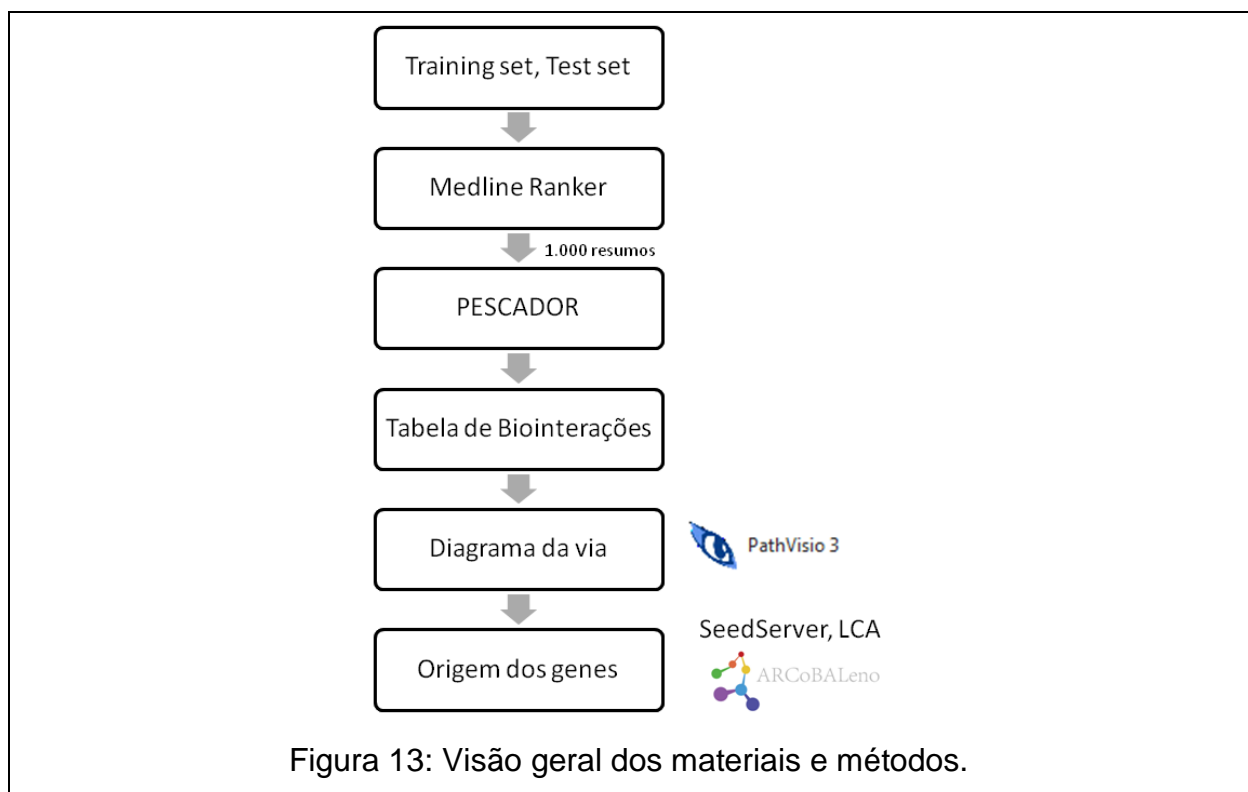 Training set, Test set
Medline Ranker
1.000 resumos
PESCADOR
Tabela de Biointerações
Diagrama da via
PathVisio 3
SeedServer, LCA
Origem dos genes
ARCoBALeno
Figura 13: Visão geral dos materiais e métodos.